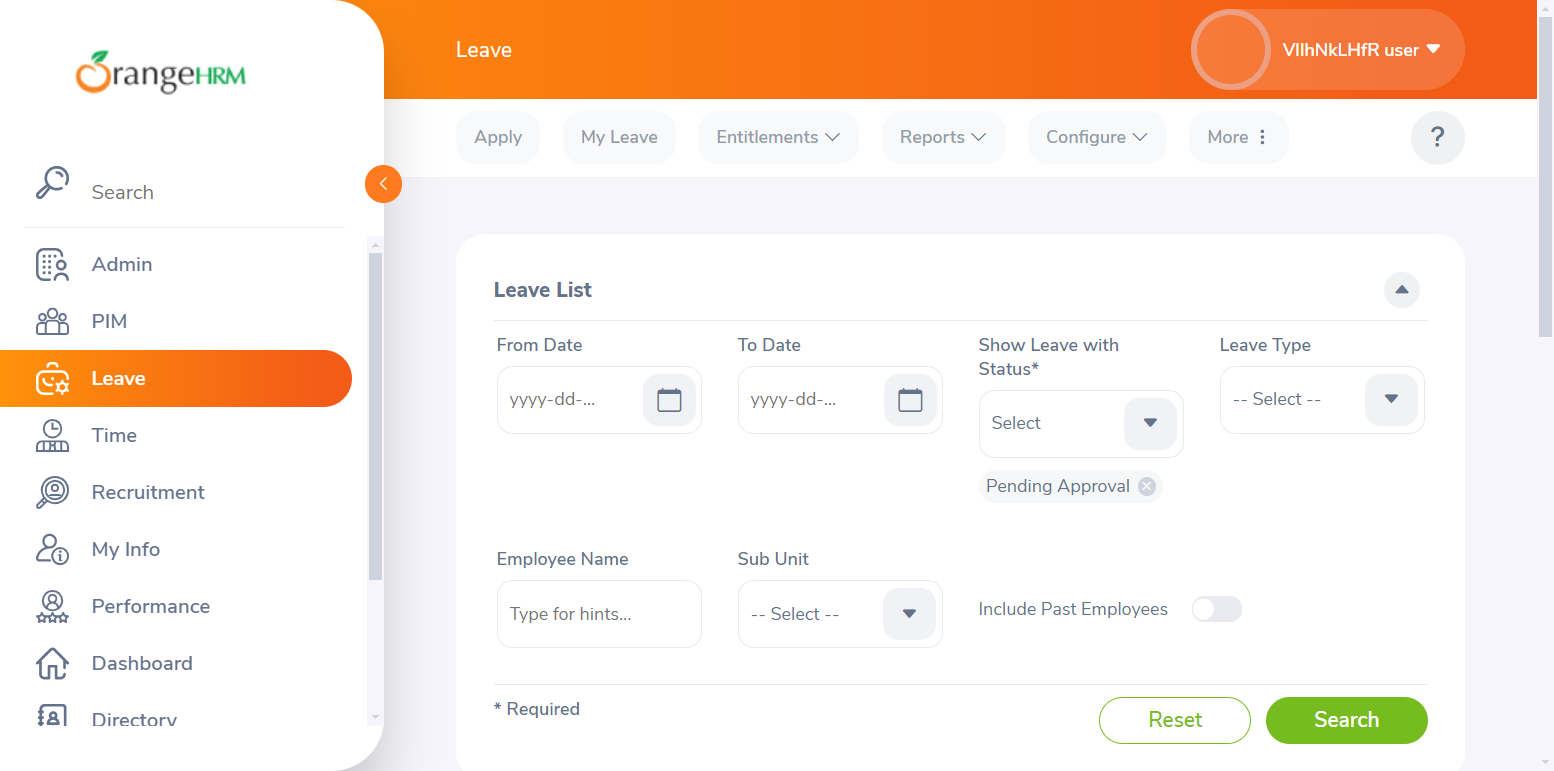 OrangeHRM
Leave
VIIhNkLHfR user
Apply
My Leave
Entitlements
Reports
Configure
More
?
Search
Admin
PIM
Leave
Time
Recruitment
My Info
Performance
Dashboard
Directory
Leave List
From Date
To Date
Show Leave with
Status*
Leave Type
yyyy-dd-...
yyyy-dd-...
Select
-- Select --
Pending Approval
Employee Name
Sub Unit
Type for hints...
-- Select --
Include Past Employees
* Required
Reset
Search